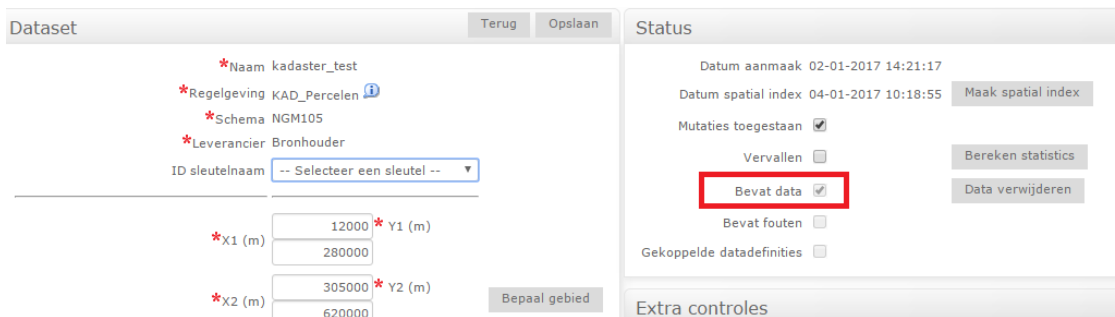 Dataset Terug Opslaan
*Naam kadaster_test
*Regelgeving KAD_Percelen
*Schema NGM105
*Leverancier Bronhouder
ID sleutelnaam -- Selecteer een sleutel --
*X1 (m) 12000 * Y1 (m)
280000
*X2 (m) 305000 * Y2 (m)
620000
Bepaal gebied
Status
Datum aanmaak 02-01-2017 14:21:17
Datum spatial index 04-01-2017 10:18:55 Maak spatial index
Mutaties toegestaan
Vervallen Bereken statistics
Bevat data Data verwijderen
Bevat fouten
Gekoppelde datadefinities
Extra controles